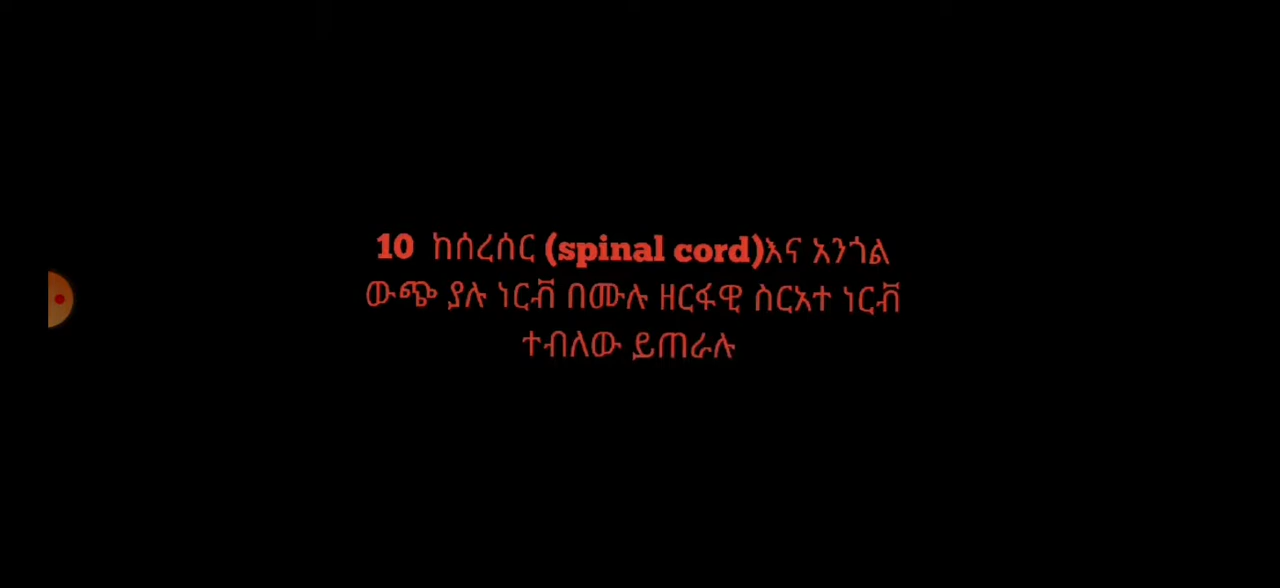 10 ከሰረሰር (spinal cord)እና አንጎል
ውጭ ያሉ ነርቭ በሙሉ ዘርፋዊ ስርአተ ነርቭ
ተብለው ይጠራሉ